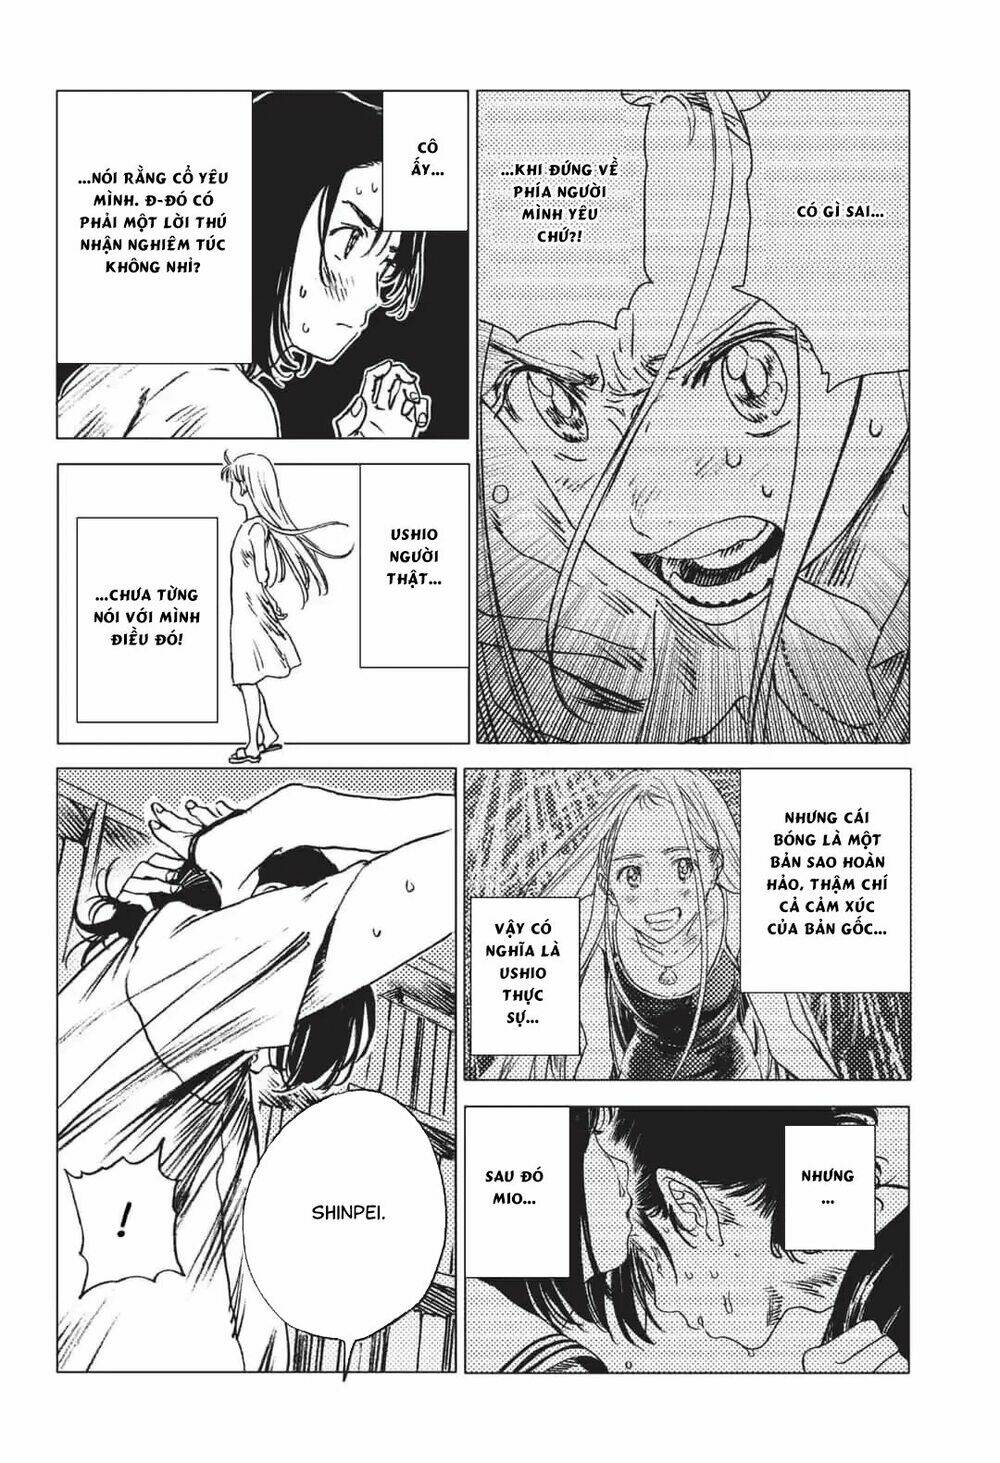 CÓ GÌ SAI...
...KHI ĐỨNG VỀ
PHÍA NGƯỜI
MÌNH YÊU
CHỨ?!
CÔ
ẤY...
...NÓI RẰNG CỔ YÊU
MÌNH. Đ-ĐÓ CÓ
PHẢI MỘT LỜI THÚ
NHẬN NGHIÊM TÚC
KHÔNG NHỈ?
USHIO
NGƯỜI
THẬT...
...CHƯA TỪNG
NÓI VỚI MÌNH
ĐIỀU ĐÓ!
NHƯNG CÁI
BÓNG LÀ MỘT
BẢN SAO HOÀN
HẢO, THẬM CHÍ
CẢ CẢM XÚC
CỦA BẢN GỐC...
VẬY CÓ
NGHĨA LÀ
USHIO
THỰC
SỰ...
NHƯNG
...
SAU ĐÓ
MIO...
SHINPEI.
!